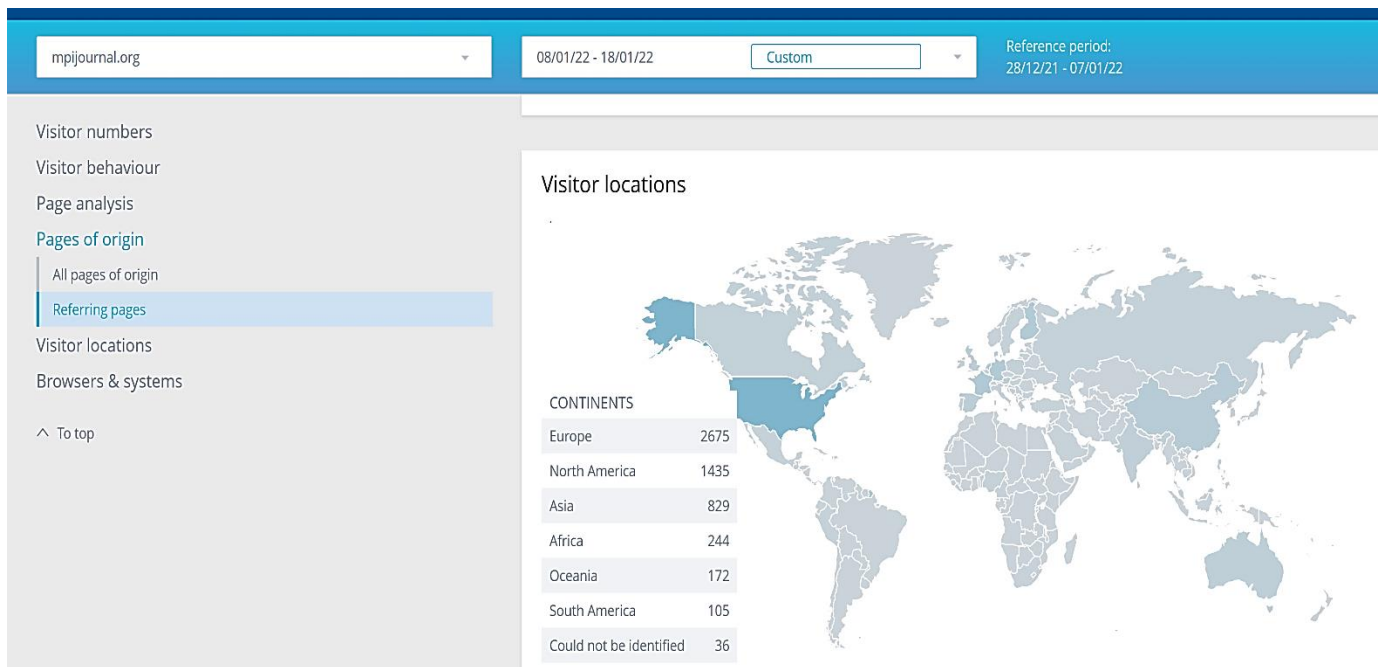 mpijournal.org
08/01/22 - 18/01/22 Custom
Reference period:
28/12/21 - 07/01/22
Visitor numbers
Visitor behaviour
Page analysis
Pages of origin
All pages of origin
Referring pages
Visitor locations
Browsers & systems
To top
Visitor locations
CONTINENTS
Europe 2675
North America 1435
Asia 829
Africa 244
Oceania 172
South America 105
Could not be identified 36